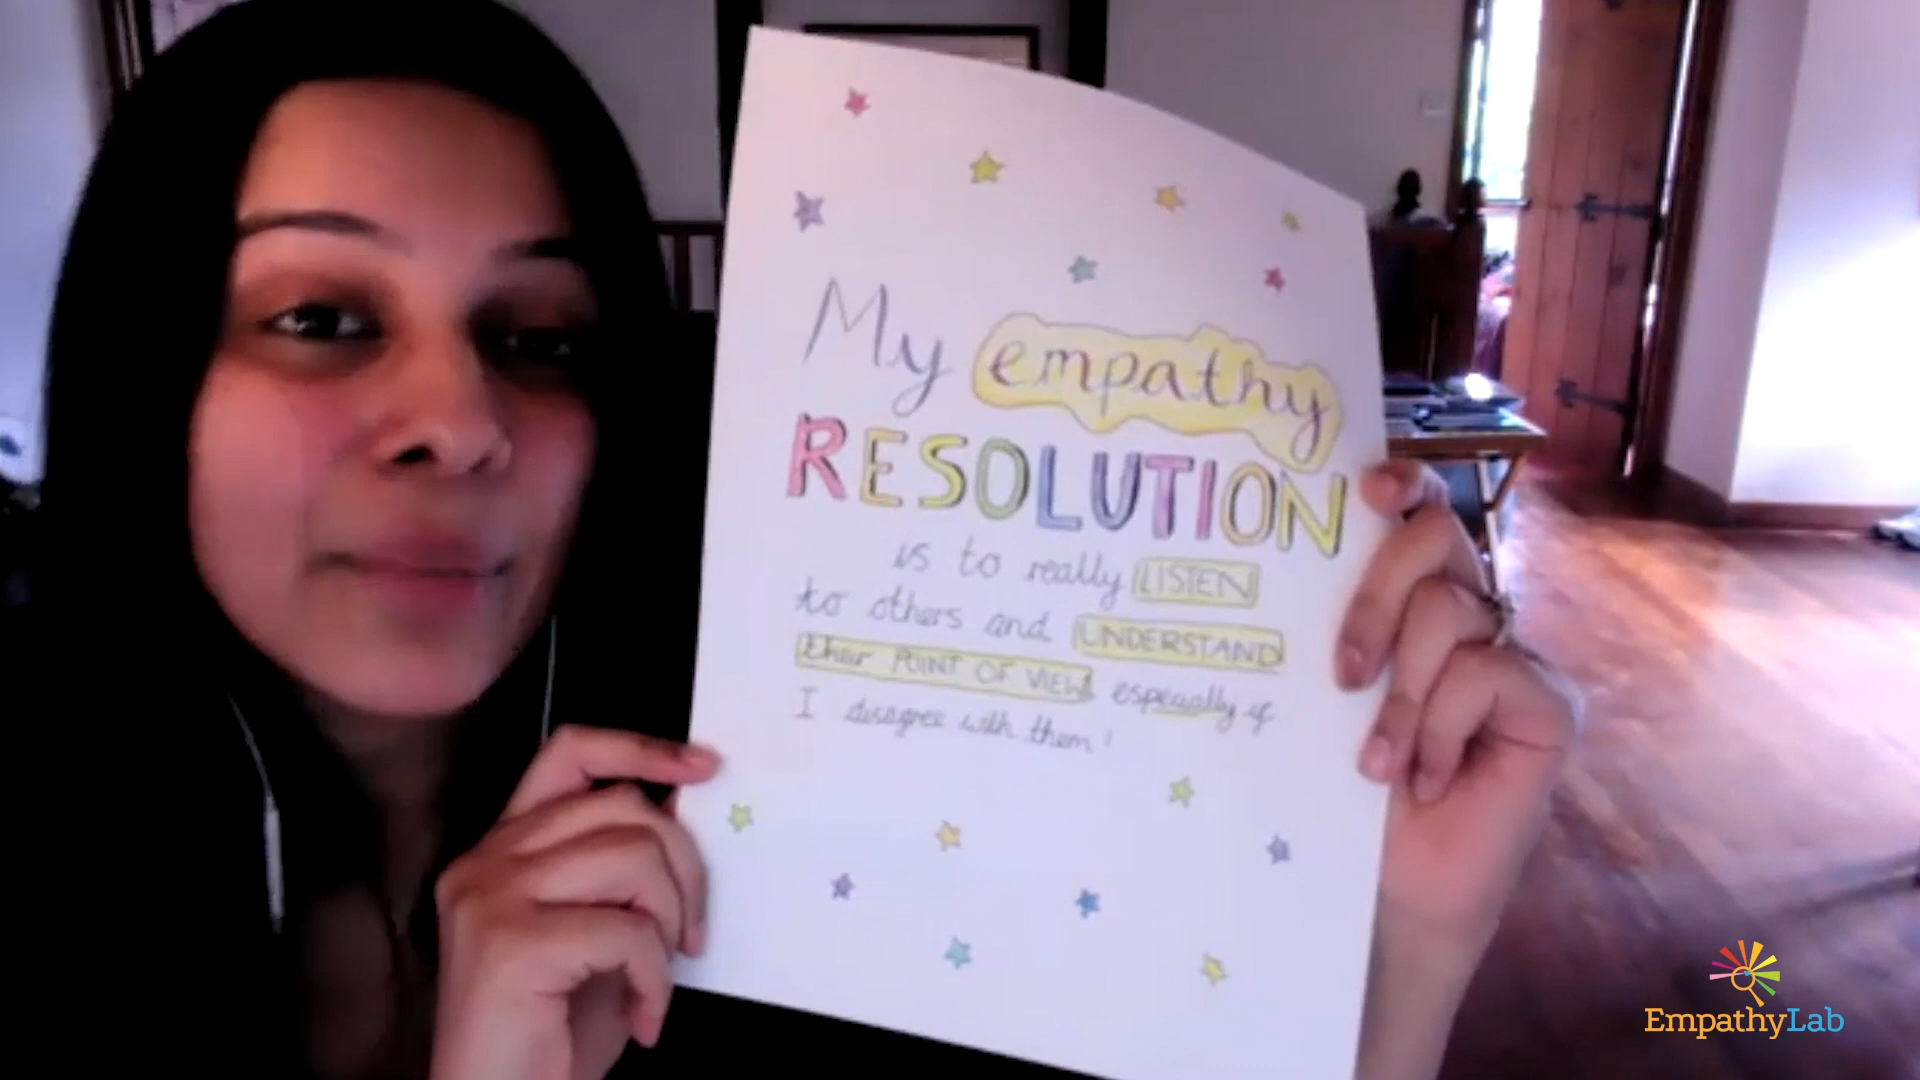 My empathy
RESOLUTION
is to really LISTEN
to others and UNDERSTAND
their POINT OF VIEW especially if
I disagree with them!
EmpathyLab